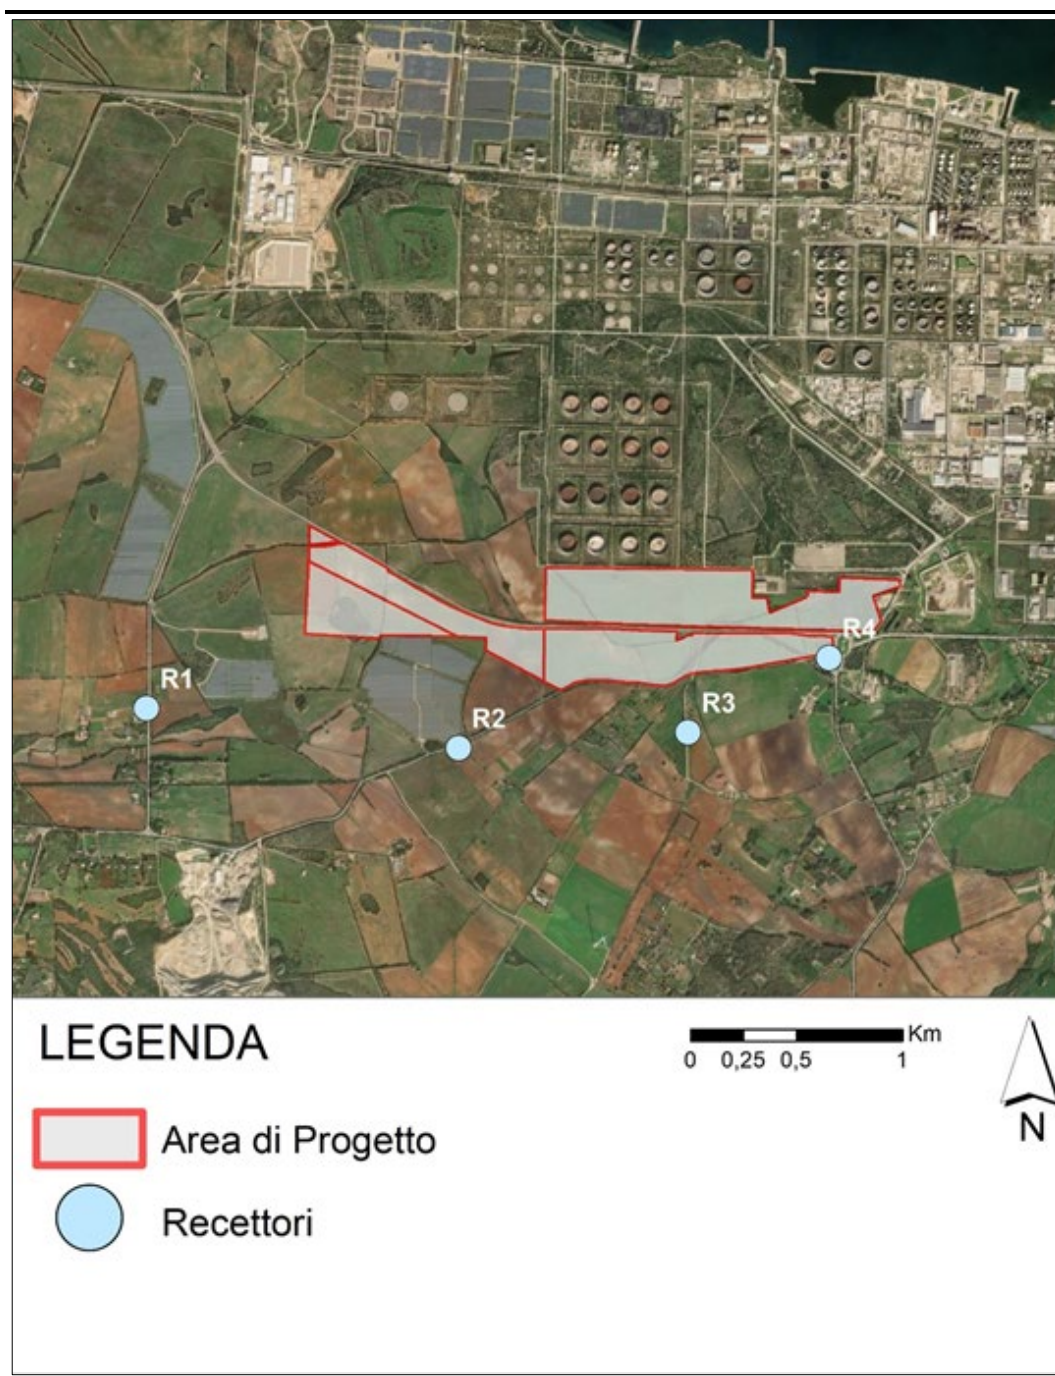 R4
R1
R3
R2
LEGENDA
Km
0 0,25 0,5 1
N
Area di Progetto
Recettori